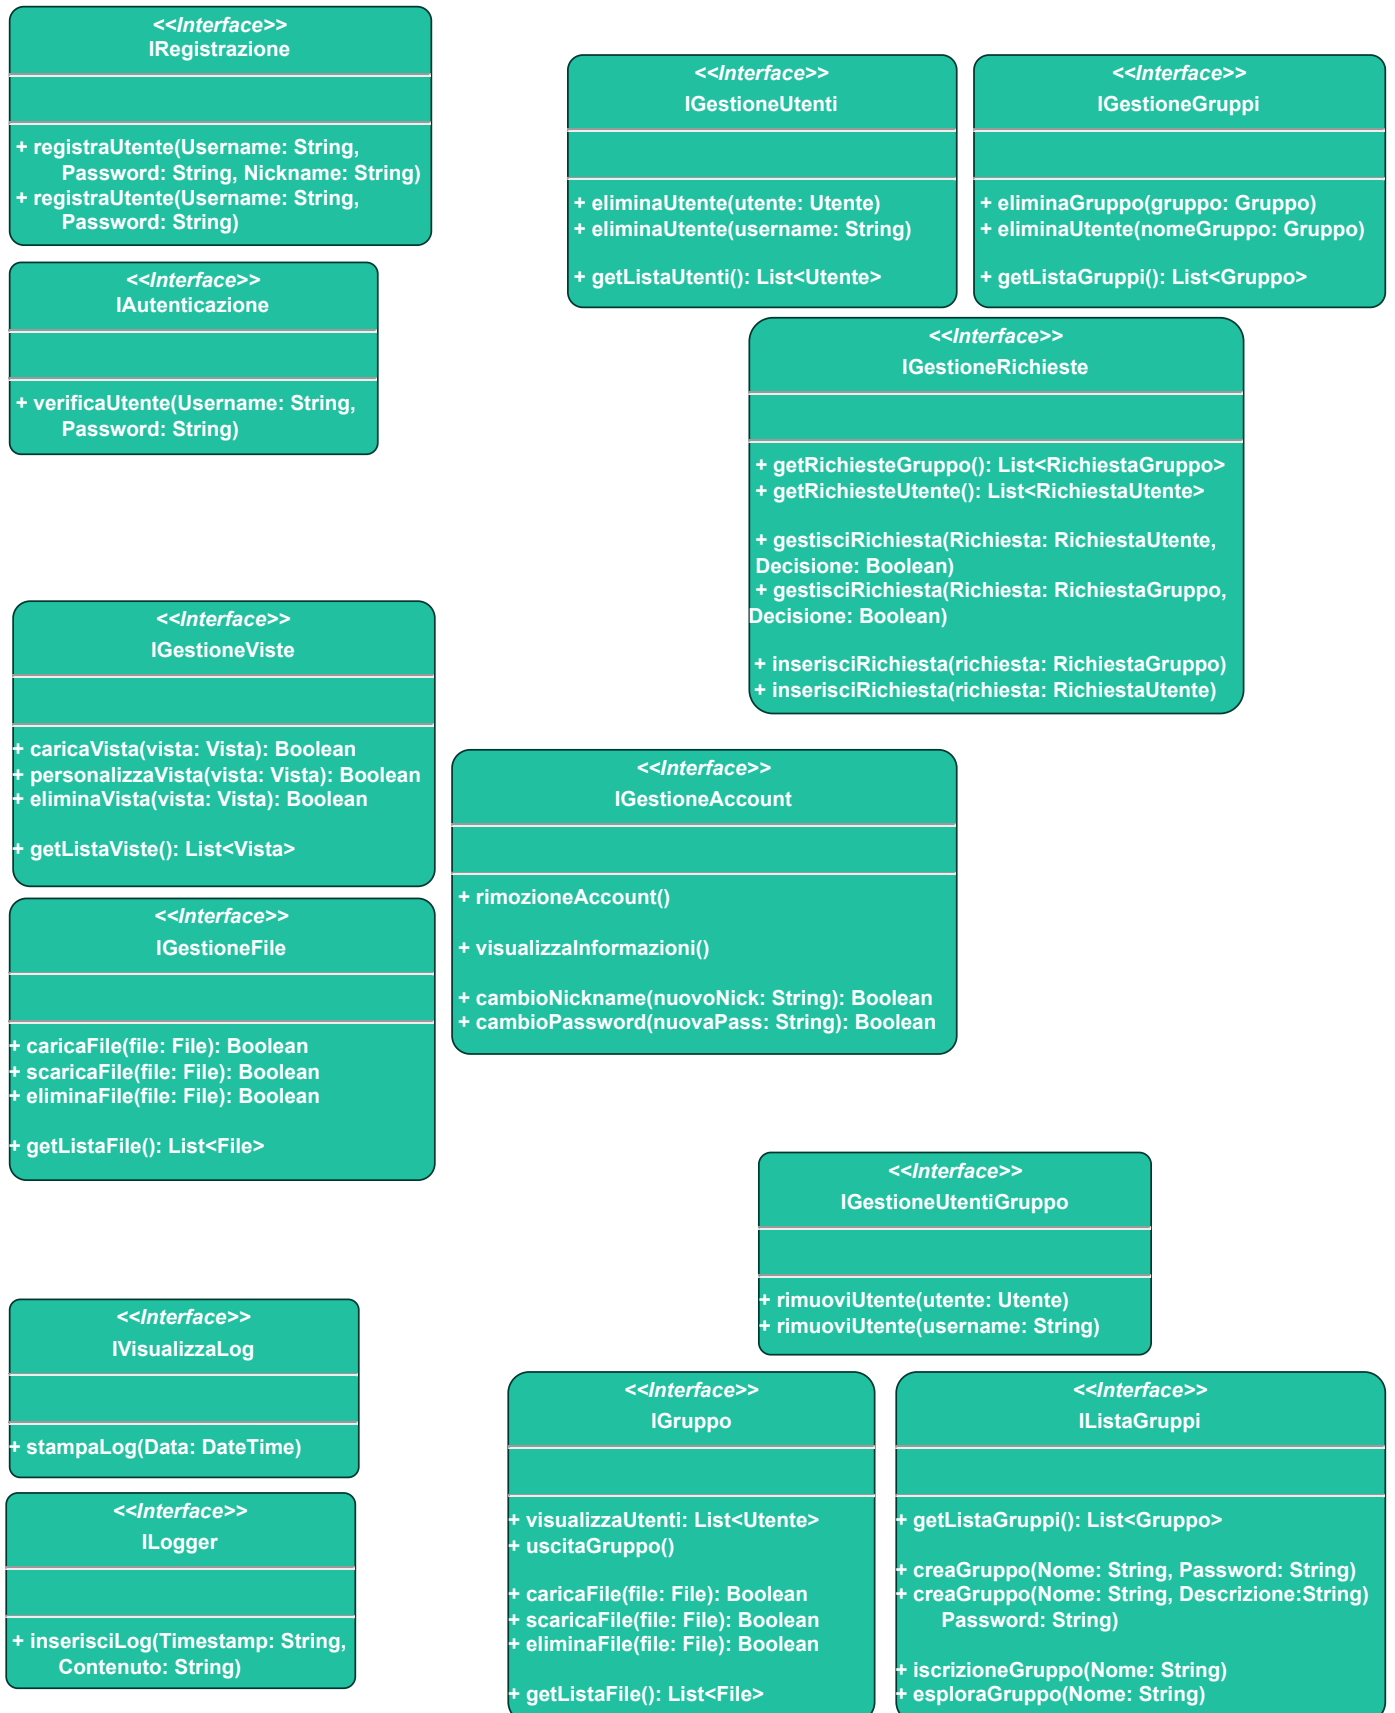 <<Interface>>
IRegistrazione
+ registraUtente(Username: String,
Password: String, Nickname: String)
+ registraUtente(Username: String,
Password: String)
<<Interface>>
IAutenticazione
+ verificaUtente(Username: String,
Password: String)
<<Interface>>
IGestioneUtenti
+ eliminaUtente(utente: Utente)
+ eliminaUtente(username: String)
+ getListaUtenti(): List<Utente>
<<Interface>>
IGestioneGruppi
+ eliminaGruppo(gruppo: Gruppo)
+ eliminaUtente(nomeGruppo: Gruppo)
+ getListaGruppi(): List<Gruppo>
<<Interface>>
IGestioneRichieste
+ getRichiesteGruppo(): List<RichiestaGruppo>
+ getRichiesteUtente(): List<RichiestaUtente>
+ gestisciRichiesta(Richiesta: RichiestaUtente,
Decisione: Boolean)
+ gestisciRichiesta(Richiesta: RichiestaGruppo,
Decisione: Boolean)
+ inserisciRichiesta(richiesta: RichiestaGruppo)
+ inserisciRichiesta(richiesta: RichiestaUtente)
<<Interface>>
IGestioneViste
+ caricaVista(vista: Vista): Boolean
+ personalizzaVista(vista: Vista): Boolean
+ eliminaVista(vista: Vista): Boolean
+ getListaViste(): List<Vista>
<<Interface>>
IGestioneAccount
+ rimozioneAccount()
+ visualizzaInformazioni()
+ cambioNickname(nuovoNick: String): Boolean
+ cambioPassword(nuovaPass: String): Boolean
<<Interface>>
IGestioneFile
+ caricaFile(file: File): Boolean
+ scaricaFile(file: File): Boolean
+ eliminaFile(file: File): Boolean
+ getListaFile(): List<File>
<<Interface>>
IGestioneUtentiGruppo
+ rimuoviUtente(utente: Utente)
+ rimuoviUtente(username: String)
<<Interface>>
IVisualizzaLog
+ stampaLog(Data: DateTime)
<<Interface>>
ILogger
+ inserisciLog(Timestamp: String,
Contenuto: String)
<<Interface>>
IGruppo
+ visualizzaUtenti: List<Utente>
+ uscitaGruppo()
+ caricaFile(file: File): Boolean
+ scaricaFile(file: File): Boolean
+ eliminaFile(file: File): Boolean
+ getListaFile(): List<File>
<<Interface>>
IListaGruppi
+ getListaGruppi(): List<Gruppo>
+ creaGruppo(Nome: String, Password: String)
+ creaGruppo(Nome: String, Descrizione:String)
Password: String)
+ iscrizioneGruppo(Nome: String)
+ esploraGruppo(Nome: String)